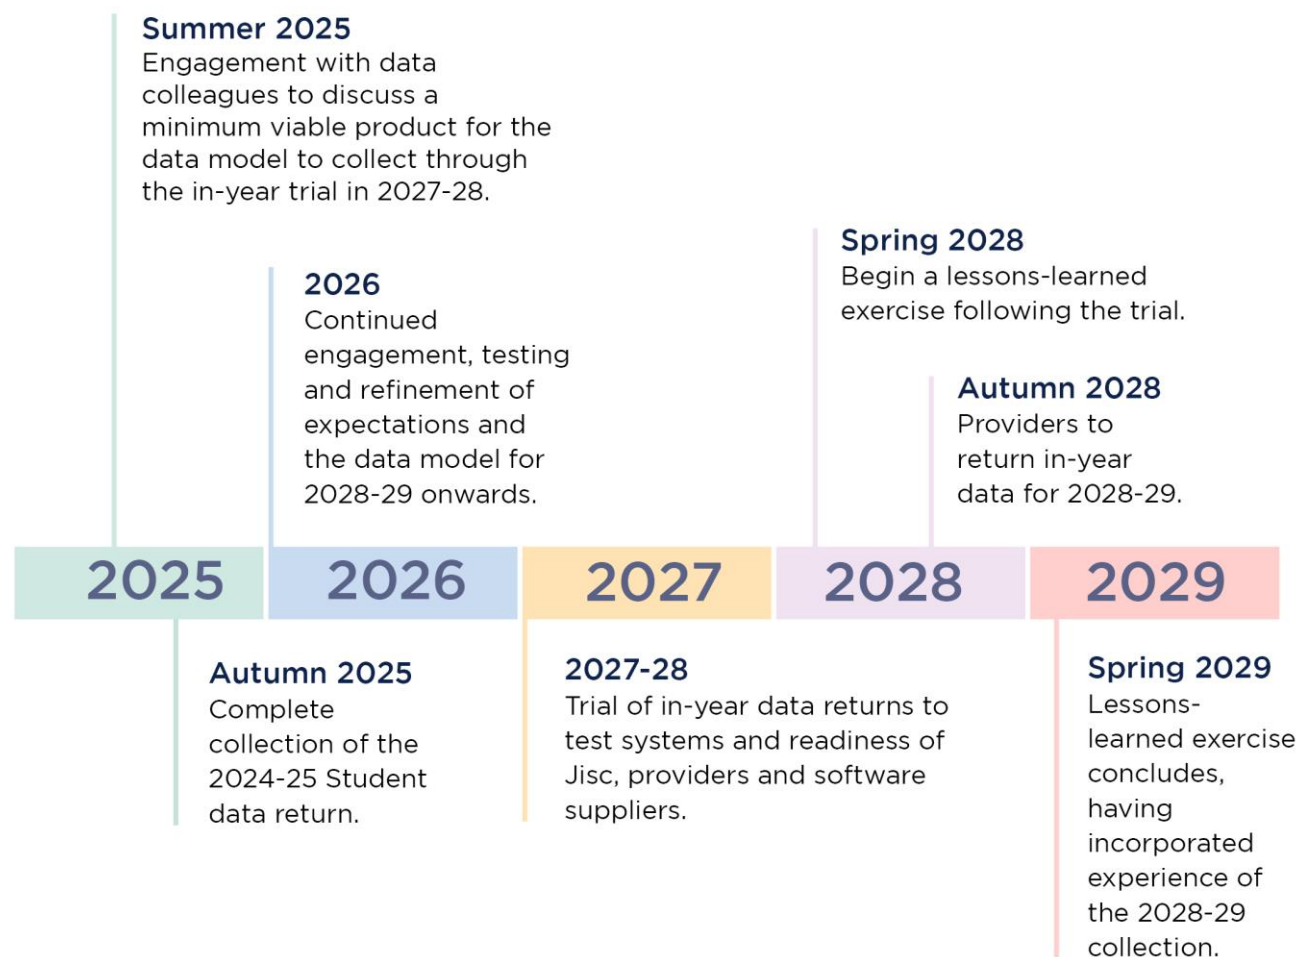 Summer 2025
Engagement with data
colleagues to discuss a
minimum viable product for the
data model to collect through
the in-year trial in 2027-28.
2026
Continued
engagement, testing
and refinement of
expectations and
the data model for
2028-29 onwards.
Spring 2028
Begin a lessons-learned
exercise following the trial.
Autumn 2028
Providers to
return in-year
data for 2028-29.
2025
2026
2027
2028
2029
Autumn 2025
Complete
collection of the
2024-25 Student
data return.
2027-28
Trial of in-year data returns to
test systems and readiness of
Jisc, providers and software
suppliers.
Spring 2029
Lessons-
learned exercise
concludes,
having
incorporated
experience of
the 2028-29
collection.